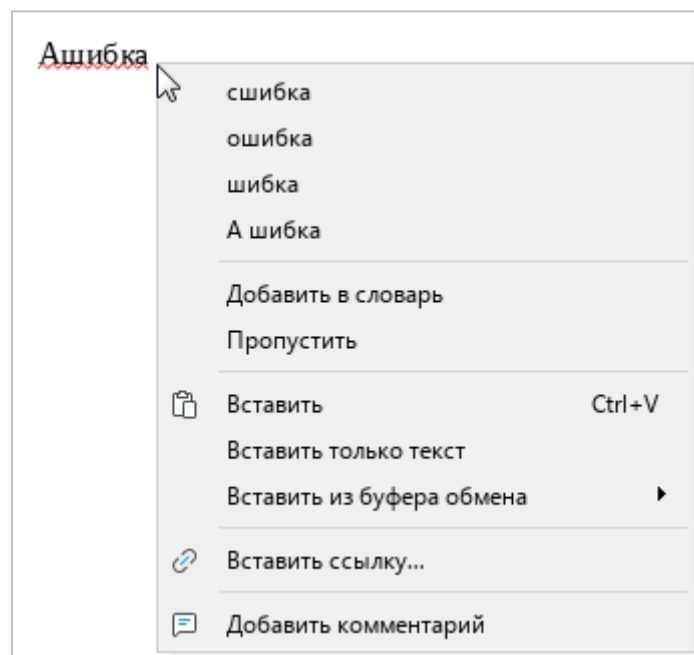 Ашибка
сшибка
ошибка
шибка
А шибка
Добавить в словарь
Пропустить
Вставить Ctrl+V
Вставить только текст
Вставить из буфера обмена
Вставить ссылку...
Добавить комментарий